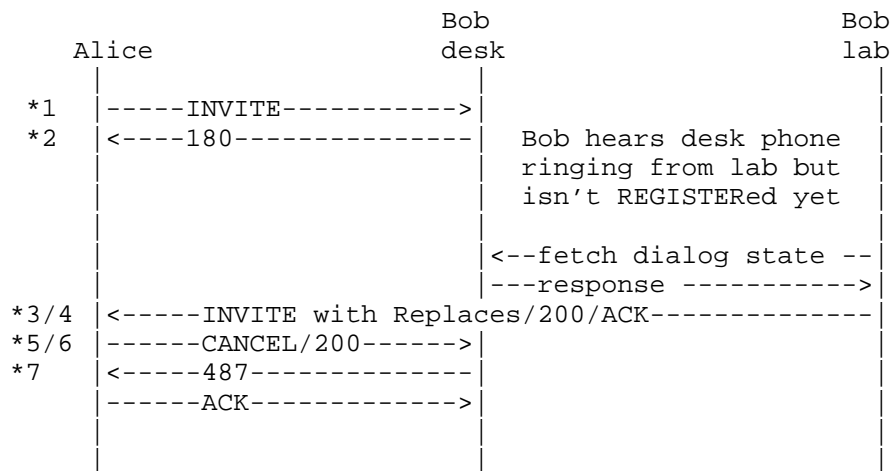 Bob                       Bob
    Alice                    desk                      lab
      |                        |                        |
 *1   |-----INVITE----------->|                        |
 *2   |<----180---------------|  Bob hears desk phone  |
      |                        |  ringing from lab but  |
      |                        |  isn't REGISTERed yet  |
      |                        |                        |
      |                        |<--fetch dialog state --|
      |                        |---response ----------->|
*3/4  |<-----INVITE with Replaces/200/ACK--------------|
*5/6  |------CANCEL/200------>|                        |
*7    |<-----487--------------|                        |
      |------ACK------------->|                        |
      |                        |                        |
      |                        |                        |